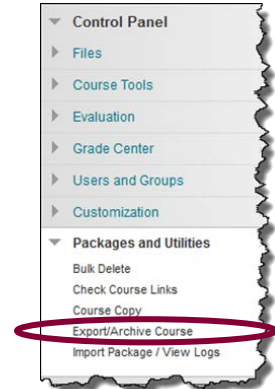 Control Panel
Files
Course Tools
Evaluation
Grade Center
Users and Groups
Customization
Packages and Utilities
Bulk Delete
Check Course Links
Course Copy
Export/Archive Course
Import Package / View Logs